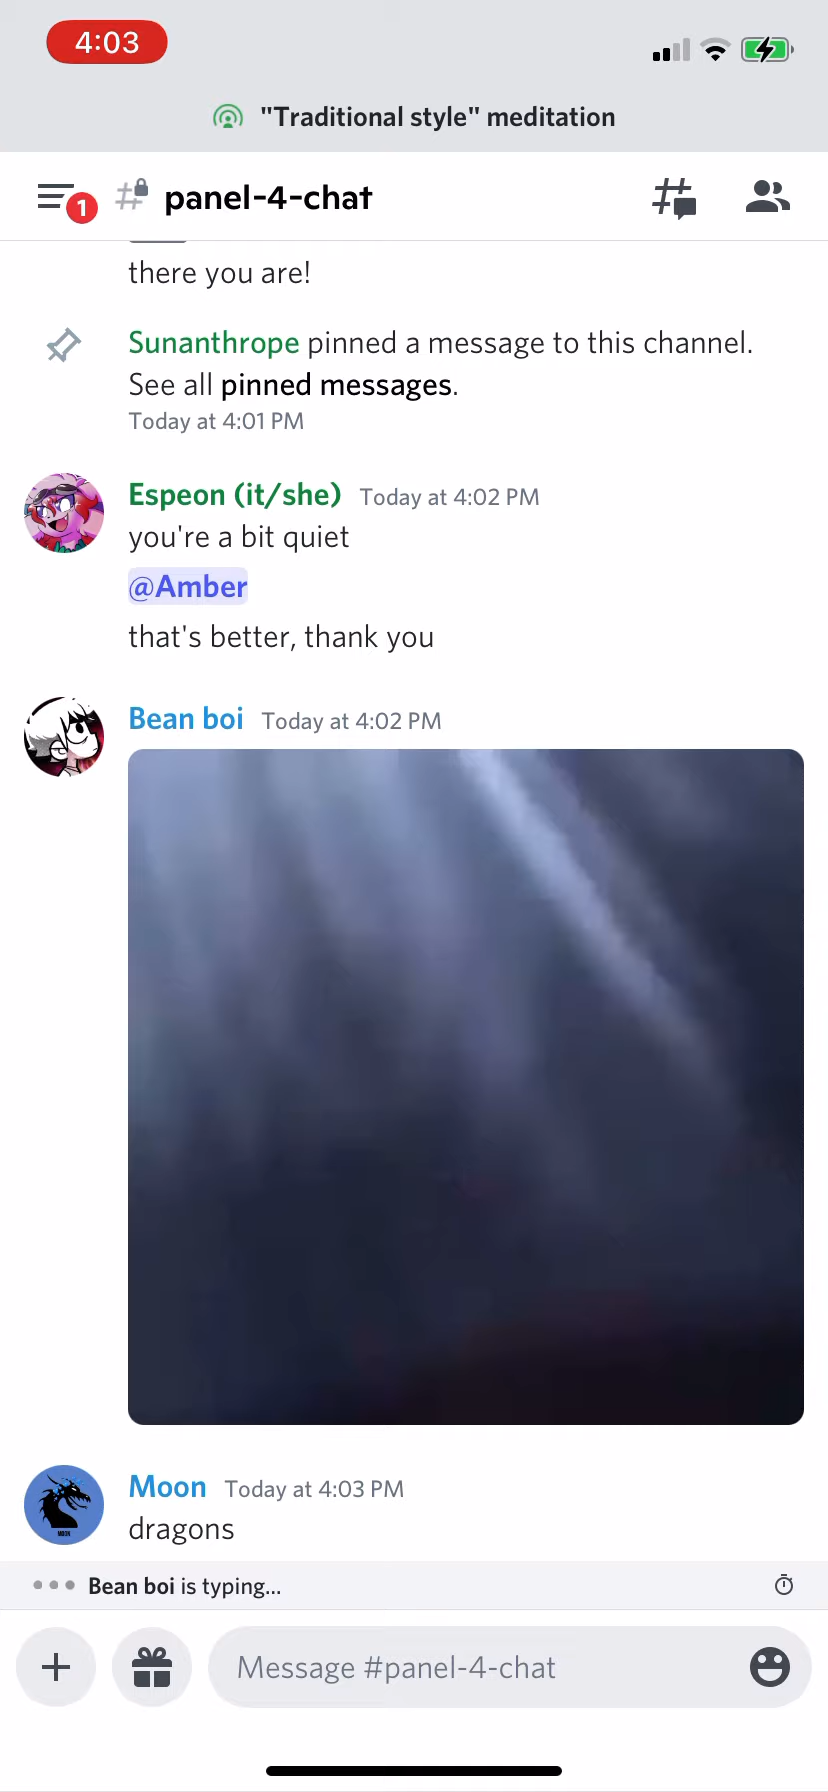 4:03
"Traditional style" meditation
1
panel-4-chat
there you are!
Sunanthrope pinned a message to this channel.
See all pinned messages.
Today at 4:01 PM
Espeon (it/she) Today at 4:02 PM
you're a bit quiet
@Amber
that's better, thank you
Bean boi Today at 4:02 PM
Moon Today at 4:03 PM
MOON
dragons
Bean boi is typing...
Message #panel-4-chat